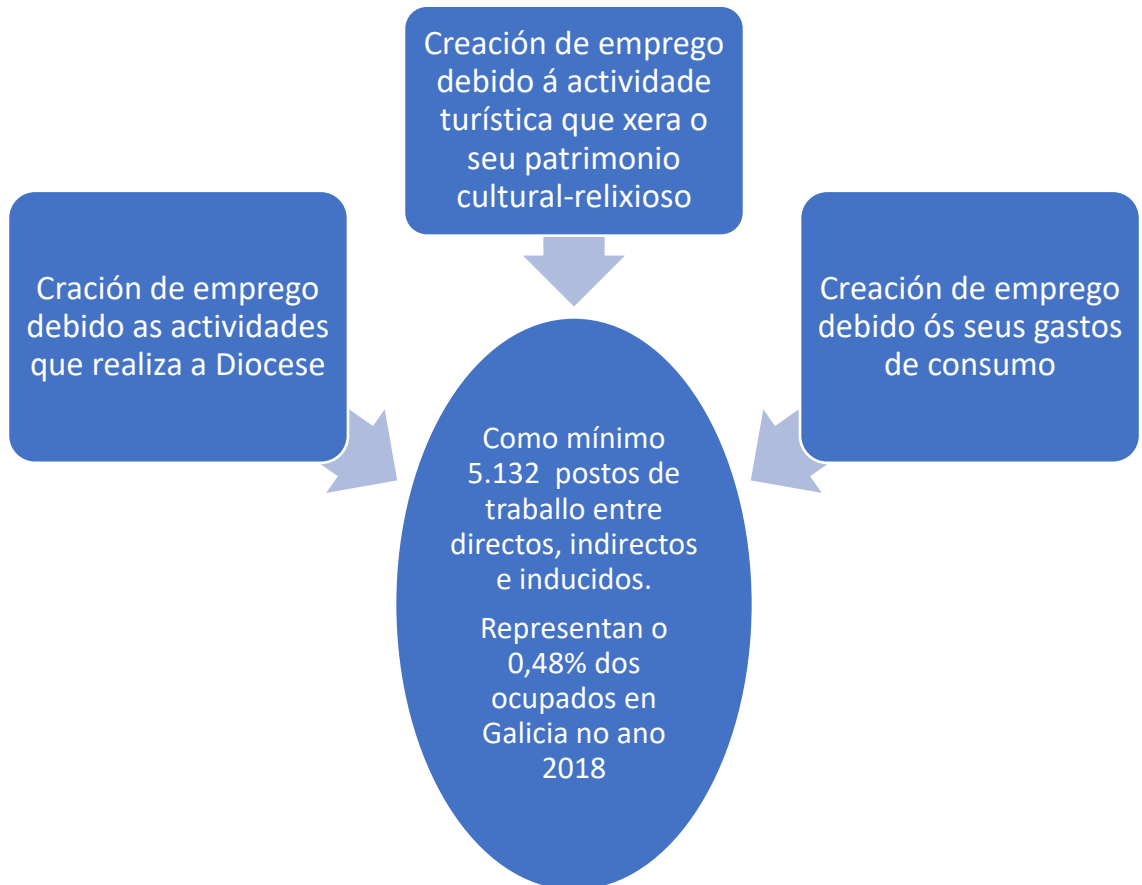 Creación de emprego
debido á actividade
turística que xera o
seu patrimonio
cultural-relixioso
Cración de emprego
debido as actividades
que realiza a Diocese
Creación de emprego
debido ós seus gastos
de consumo
Como mínimo
5.132 postos de
traballo entre
directos, indirectos
e inducidos.
Representan o
0,48% dos
ocupados en
Galicia no ano
2018